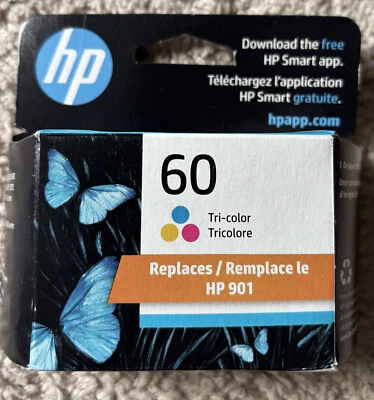 hp
Download the free
HP Smart app.
Téléchargez l'application
HP Smart gratuite.
hpapp.com
60
Tri-color
Tricolore
Replaces / Remplace le
HP 901